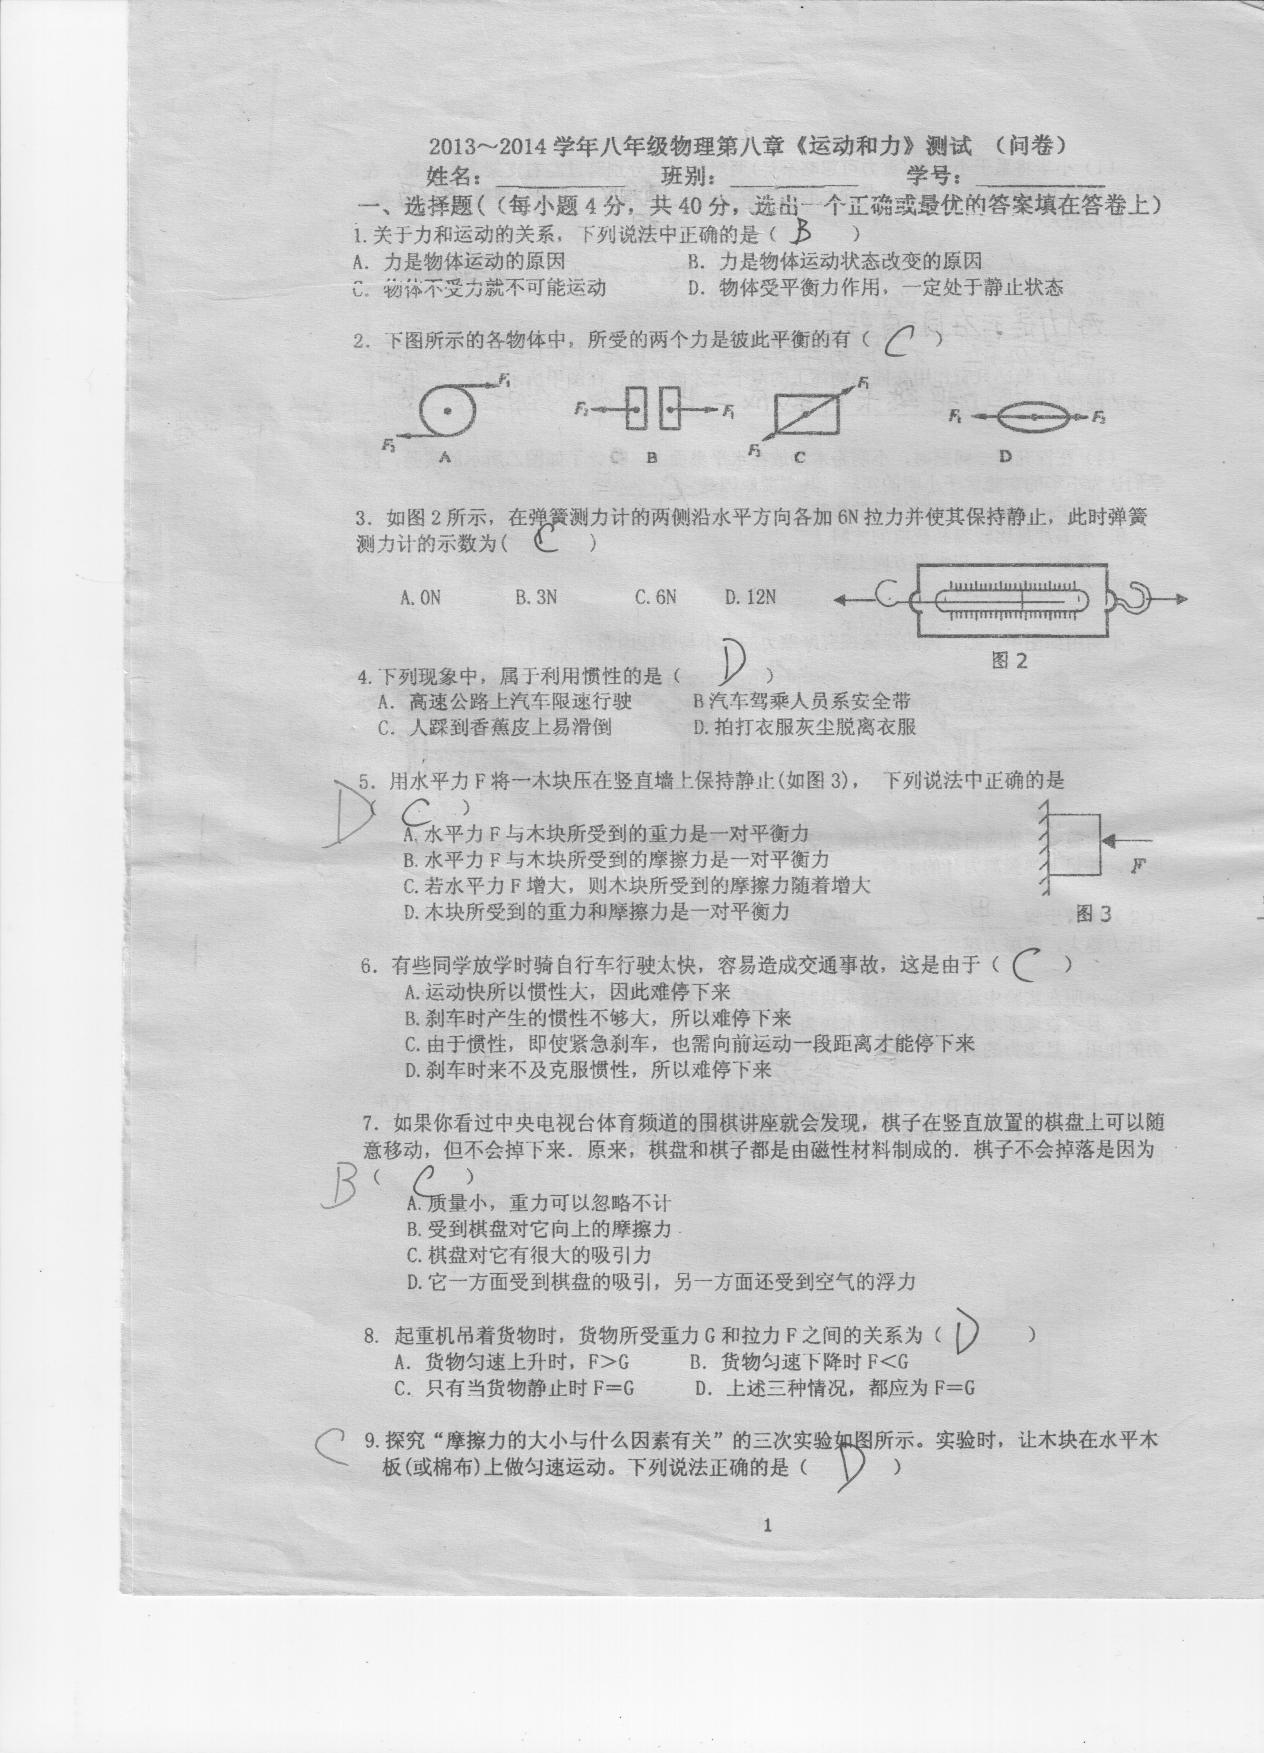 2013～2014 学年八年级物理第八章《运动和力》测试 （问卷）
姓名：__________ 班别：__________ 学号：__________
一、选择题(（每小题 4 分，共 40 分，选出一个正确或最优的答案填在答卷上）
1.关于力和运动的关系，下列说法中正确的是（ B ）
A．力是物体运动的原因 B．力是物体运动状态改变的原因
C．物体不受力就不可能运动 D．物体受平衡力作用，一定处于静止状态
2．下图所示的各物体中，所受的两个力是彼此平衡的有（ C ）
F₁ F₂ A
F₂ F₁ B
F₁ F₂ C
F₁ F₂ D
3．如图 2 所示，在弹簧测力计的两侧沿水平方向各加 6N 拉力并使其保持静止，此时弹簧
测力计的示数为( C )
A.0N B.3N C.6N D.12N
图 2
4.下列现象中，属于利用惯性的是（ D ）
A．高速公路上汽车限速行驶 B 汽车驾乘人员系安全带
C．人踩到香蕉皮上易滑倒 D.拍打衣服灰尘脱离衣服
5．用水平力 F 将一木块压在竖直墙上保持静止(如图 3)， 下列说法中正确的是
D （ C ）
A.水平力 F 与木块所受到的重力是一对平衡力
B.水平力 F 与木块所受到的摩擦力是一对平衡力
C.若水平力 F 增大，则木块所受到的摩擦力随着增大
D.木块所受到的重力和摩擦力是一对平衡力
F
图 3
6．有些同学放学时骑自行车行驶太快，容易造成交通事故，这是由于（ C ）
A.运动快所以惯性大，因此难停下来
B.刹车时产生的惯性不够大，所以难停下来
C.由于惯性，即使紧急刹车，也需向前运动一段距离才能停下来
D.刹车时来不及克服惯性，所以难停下来
7．如果你看过中央电视台体育频道的围棋讲座就会发现，棋子在竖直放置的棋盘上可以随
意移动，但不会掉下来．原来，棋盘和棋子都是由磁性材料制成的．棋子不会掉落是因为
B （ C ）
A.质量小，重力可以忽略不计
B.受到棋盘对它向上的摩擦力
C.棋盘对它有很大的吸引力
D.它一方面受到棋盘的吸引，另一方面还受到空气的浮力
8．起重机吊着货物时，货物所受重力 G 和拉力 F 之间的关系为（ D ）
A．货物匀速上升时，F＞G B．货物匀速下降时 F＜G
C．只有当货物静止时 F＝G D．上述三种情况，都应为 F＝G
C 9.探究“摩擦力的大小与什么因素有关”的三次实验如图所示。实验时，让木块在水平木
板(或棉布)上做匀速运动。下列说法正确的是（ D ）
1